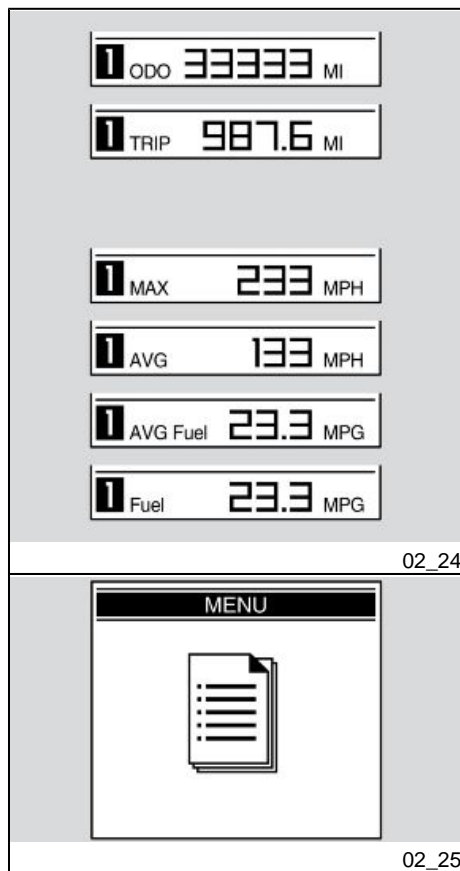 1 ODO 33333 MI
1 TRIP 987.6 MI
1 MAX 233 MPH
1 AVG 133 MPH
1 AVG Fuel 23.3 MPG
1 Fuel 23.3 MPG
02_24
MENU
02_25